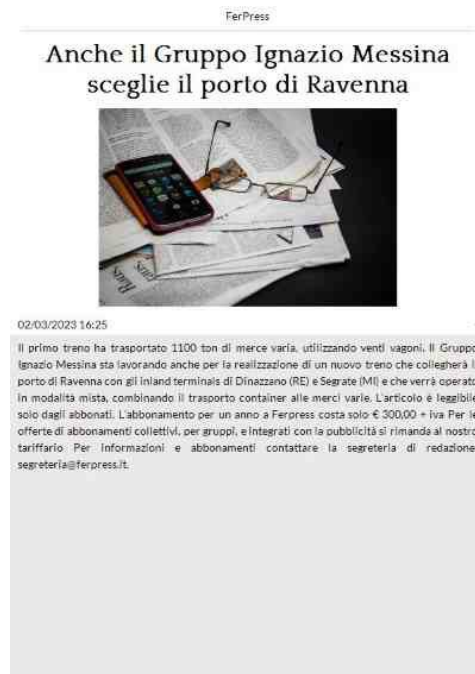 FerPress
Anche il Gruppo Ignazio Messina
sceglie il porto di Ravenna
02/03/2023 16:25
Il primo treno ha trasportato 1100 ton di merce varia, utilizzando venti vagoni. Il Gruppo
Ignazio Messina sta lavorando anche per la realizzazione di un nuovo treno che collegherà il
porto di Ravenna con gli inland terminals di Dinazzano (RE) e Segrate (MI) e che verrà operato
in modalità mista, combinando il trasporto container alle merci varie. L'articolo è leggibile
solo dagli abbonati. L'abbonamento per un anno a Ferpress costa solo € 300,00 + iva Per le
offerte di abbonamenti collettivi, per gruppi, e integrati con la pubblicità si rimanda al nostro
tariffario Per informazioni e abbonamenti contattare la segreteria di redazione
segreteria@ferpress.it.